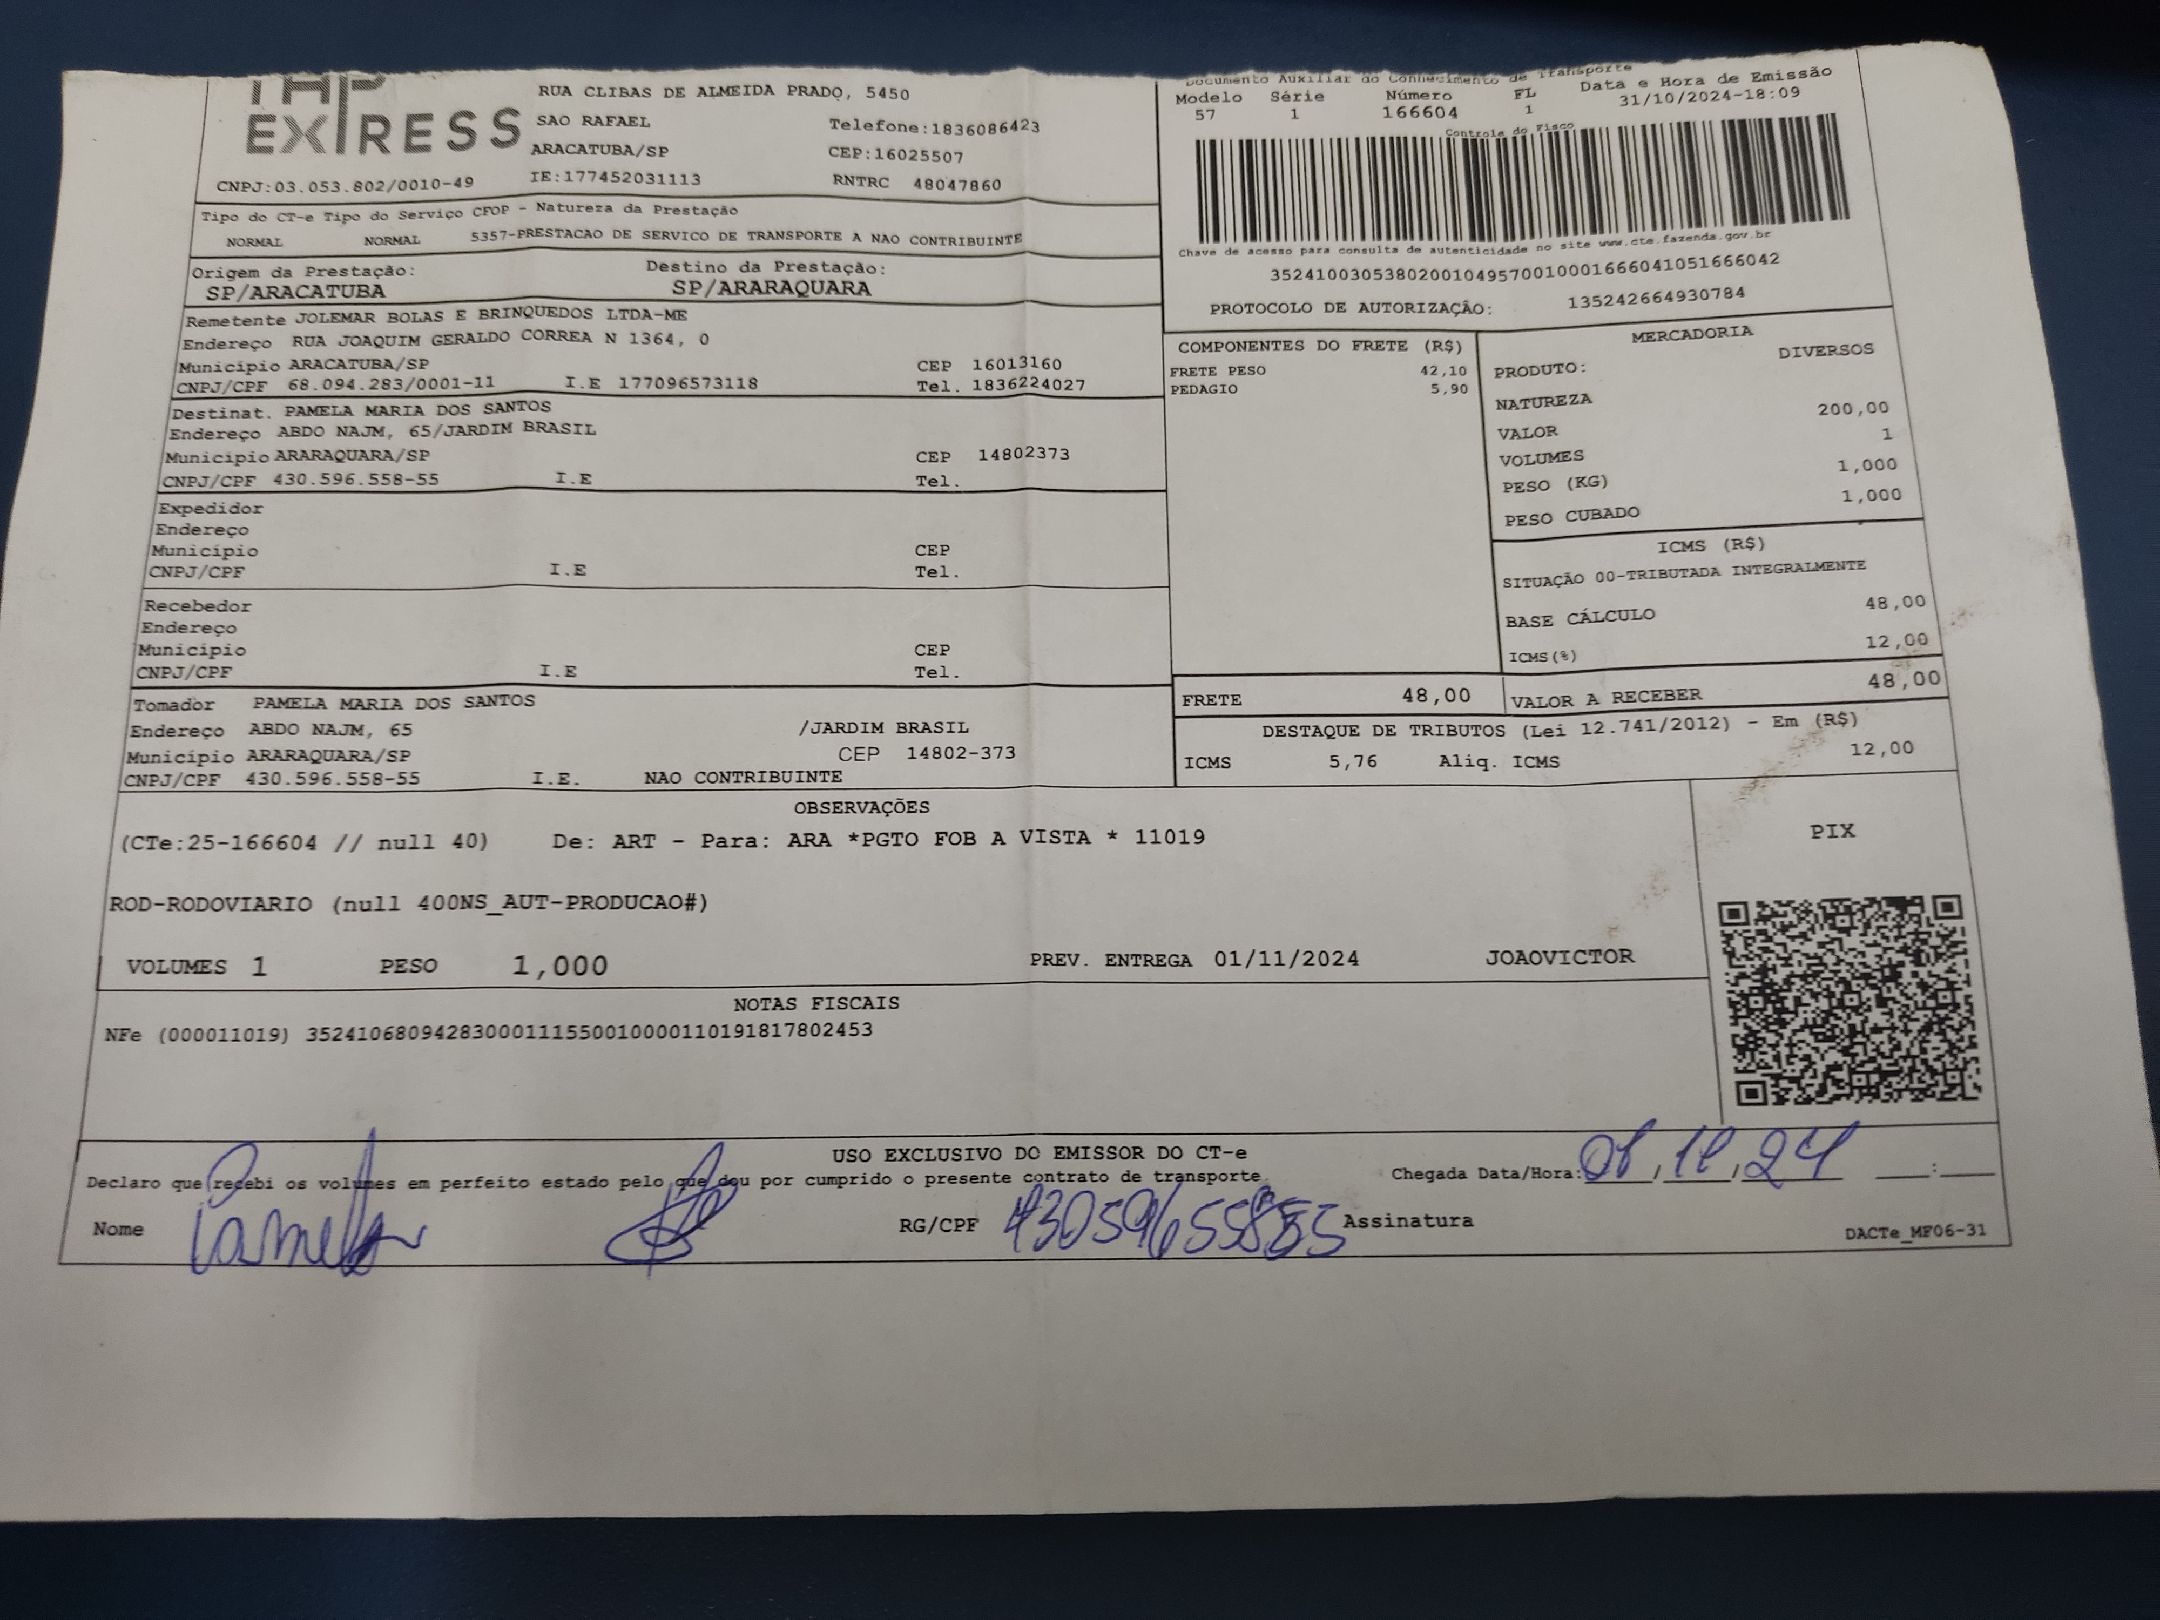 EXPRESS
RUA CLIBAS DE ALMEIDA PRADO, 5450
SAO RAFAEL Telefone:1836086423
ARACATUBA/SP CEP:16025507
CNPJ:03.053.802/0010-49 IE:177452031113 RNTRC 48047860
Documento Auxiliar do Conhecimento de Transporte
Modelo Série Número FL Data e Hora de Emissão
57 1 166604 1 31/10/2024-18:09
Controle do Fisco
Chave de acesso para consulta de autenticidade no site www.cte.fazenda.gov.br
35241003053802001049570010001666041051666042
PROTOCOLO DE AUTORIZAÇÃO: 135242664930784
Tipo do CT-e Tipo do Serviço CFOP - Natureza da Prestação
NORMAL NORMAL 5357-PRESTACAO DE SERVICO DE TRANSPORTE A NAO CONTRIBUINTE
Origem da Prestação: Destino da Prestação:
SP/ARACATUBA SP/ARARAQUARA
Remetente JOLEMAR BOLAS E BRINQUEDOS LTDA-ME
Endereço RUA JOAQUIM GERALDO CORREA N 1364, 0
Município ARACATUBA/SP CEP 16013160
CNPJ/CPF 68.094.283/0001-11 I.E 177096573118 Tel. 1836224027
Destinat. PAMELA MARIA DOS SANTOS
Endereço ABDO NAJM, 65/JARDIM BRASIL
Município ARARAQUARA/SP CEP 14802373
CNPJ/CPF 430.596.558-55 I.E Tel.
Expedidor
Endereço
Município CEP
CNPJ/CPF I.E Tel.
Recebedor
Endereço
Município CEP
CNPJ/CPF I.E Tel.
Tomador PAMELA MARIA DOS SANTOS
Endereço ABDO NAJM, 65 /JARDIM BRASIL
Município ARARAQUARA/SP CEP 14802-373
CNPJ/CPF 430.596.558-55 I.E. NAO CONTRIBUINTE
COMPONENTES DO FRETE (R$)
FRETE PESO 42,10
PEDAGIO 5,90
MERCADORIA
PRODUTO: DIVERSOS
NATUREZA
VALOR 200,00
VOLUMES 1
PESO (KG) 1,000
PESO CUBADO 1,000
ICMS (R$)
SITUAÇÃO 00-TRIBUTADA INTEGRALMENTE
BASE CÁLCULO 48,00
ICMS(%) 12,00
FRETE 48,00 VALOR A RECEBER 48,00
DESTAQUE DE TRIBUTOS (Lei 12.741/2012) - Em (R$)
ICMS 5,76 Aliq. ICMS 12,00
OBSERVAÇÕES
(CTe:25-166604 // null 40) De: ART - Para: ARA *PGTO FOB A VISTA * 11019
ROD-RODOVIARIO (null 400NS_AUT-PRODUCAO#)
VOLUMES 1 PESO 1,000 PREV. ENTREGA 01/11/2024 JOAOVICTOR
PIX
NOTAS FISCAIS
NFe (000011019) 35241068094283000111550010000110191817802453
USO EXCLUSIVO DO EMISSOR DO CT-e
Declaro que recebi os volumes em perfeito estado pelo que dou por cumprido o presente contrato de transporte. Chegada Data/Hora: 01/11/24 :
Nome Pamela RG/CPF Assinatura
DACTe_MF06-31